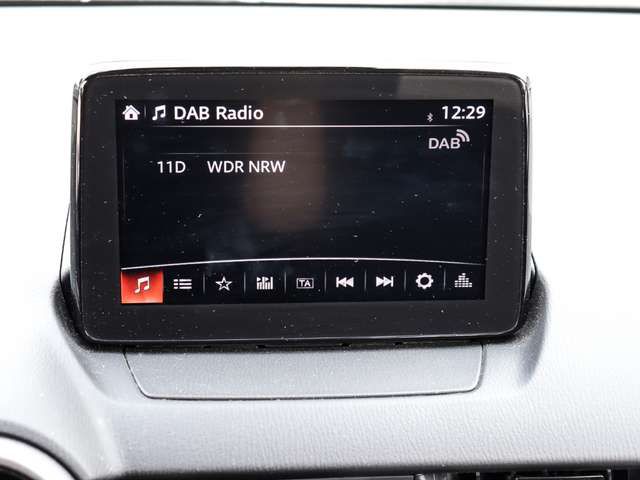 DAB Radio 12:29
DAB
11D WDR NRW
TA